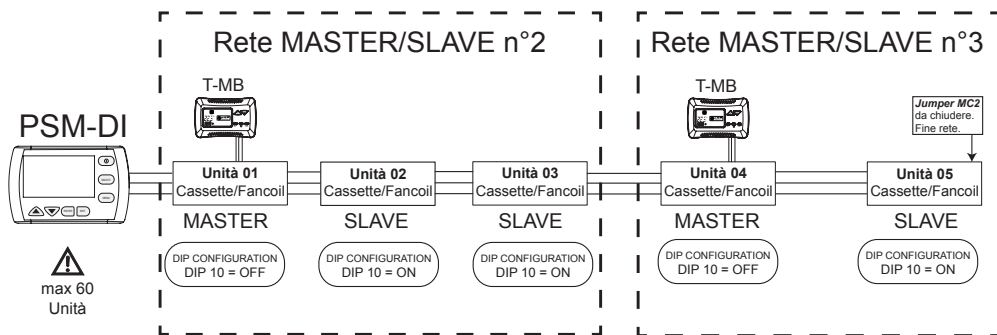 Rete MASTER/SLAVE n°2
Rete MASTER/SLAVE n°3
T-MB
T-MB
Jumper MC2
da chiudere.
Fine rete.
PSM-DI
Unità 01
Cassette/Fancoil
Unità 02
Cassette/Fancoil
Unità 03
Cassette/Fancoil
Unità 04
Cassette/Fancoil
Unità 05
Cassette/Fancoil
MASTER
SLAVE
SLAVE
MASTER
SLAVE
DIP CONFIGURATION
DIP 10 = OFF
DIP CONFIGURATION
DIP 10 = ON
DIP CONFIGURATION
DIP 10 = ON
DIP CONFIGURATION
DIP 10 = OFF
DIP CONFIGURATION
DIP 10 = ON
max 60
Unità